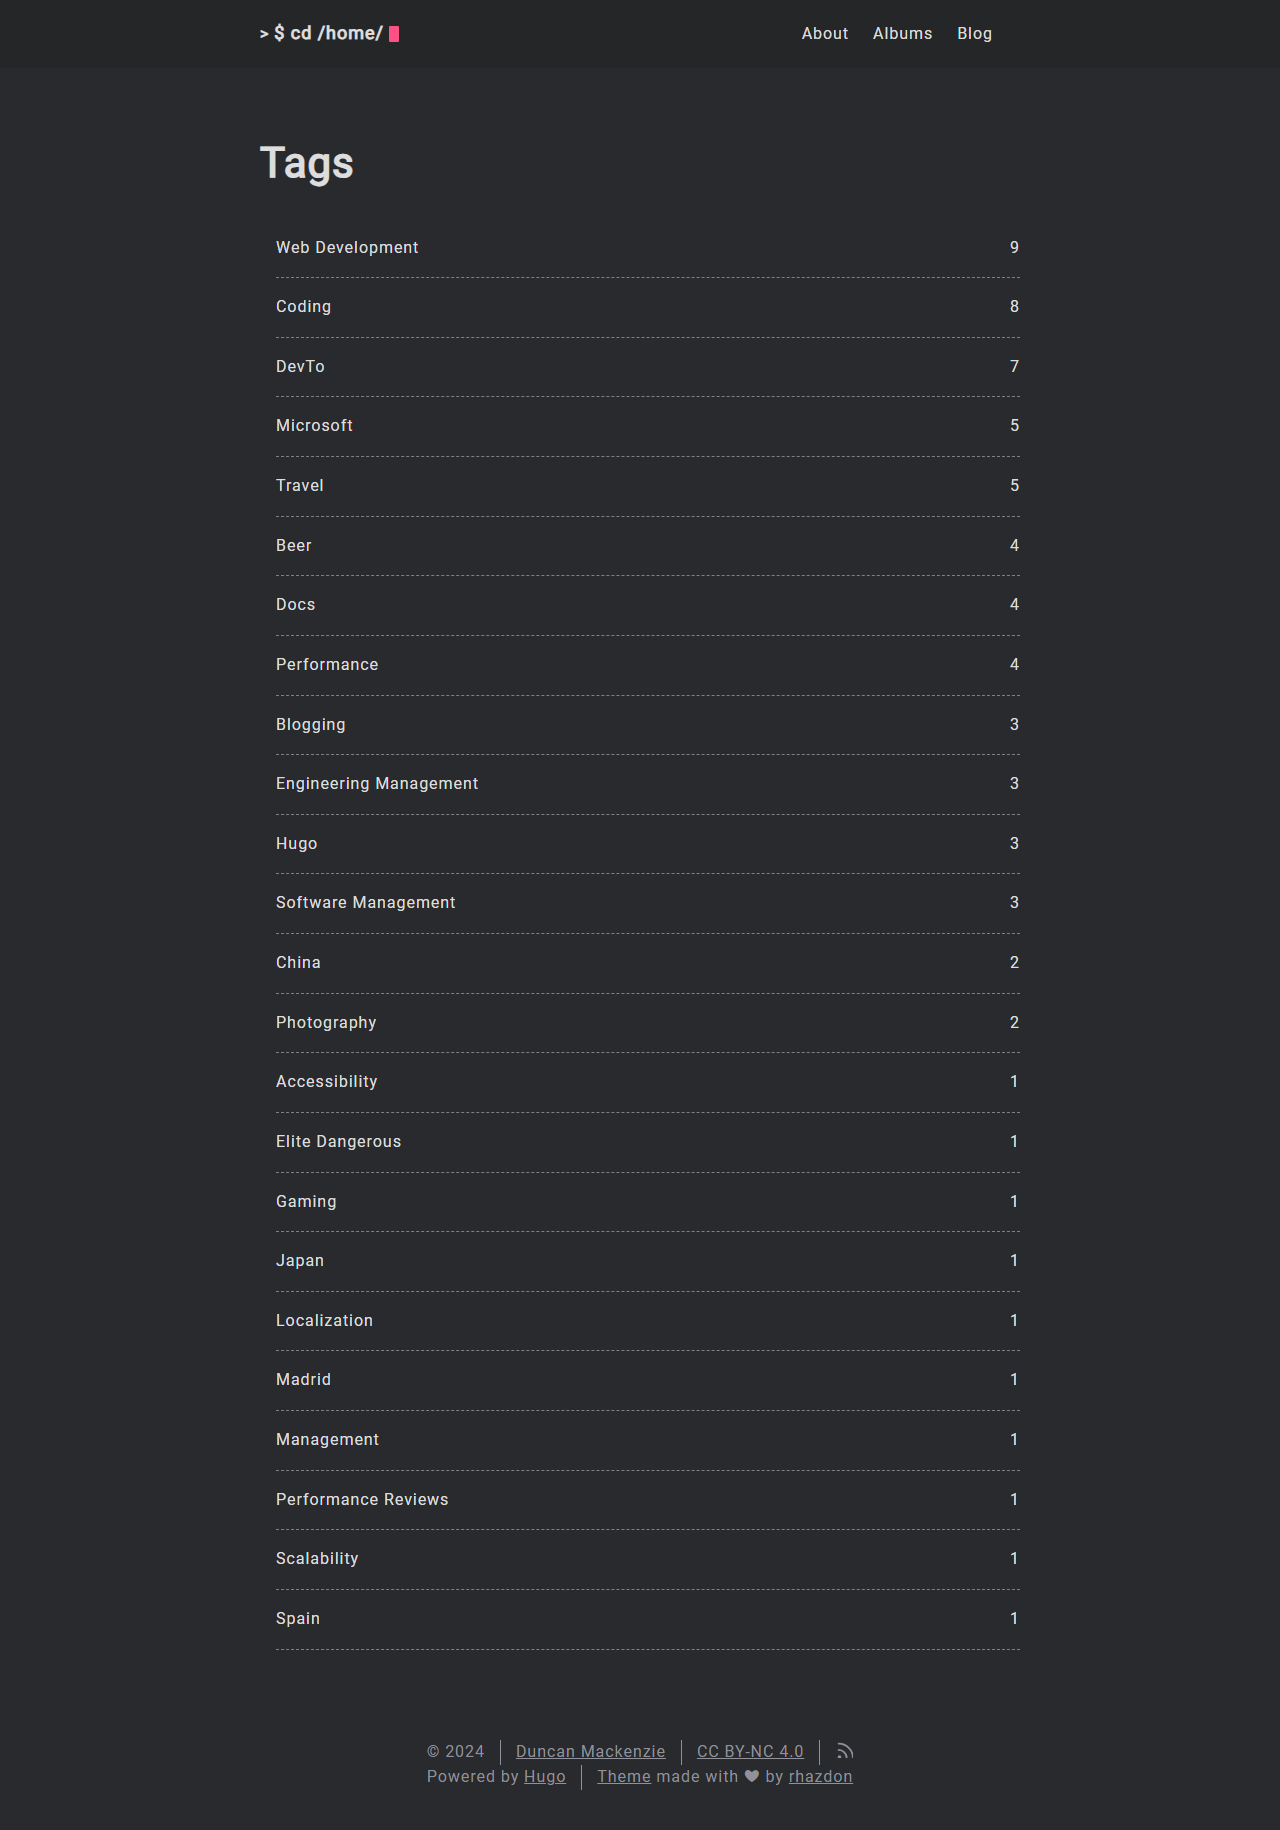 > $ cd /home/
About Albums Blog
Tags
Web Development 9
Coding 8
DevTo 7
Microsoft 5
Travel 5
Beer 4
Docs 4
Performance 4
Blogging 3
Engineering Management 3
Hugo 3
Software Management 3
China 2
Photography 2
Accessibility 1
Elite Dangerous 1
Gaming 1
Japan 1
Localization 1
Madrid 1
Management 1
Performance Reviews 1
Scalability 1
Spain 1
© 2024 Duncan Mackenzie CC BY-NC 4.0
Powered by Hugo Theme made with ♥ by rhazdon